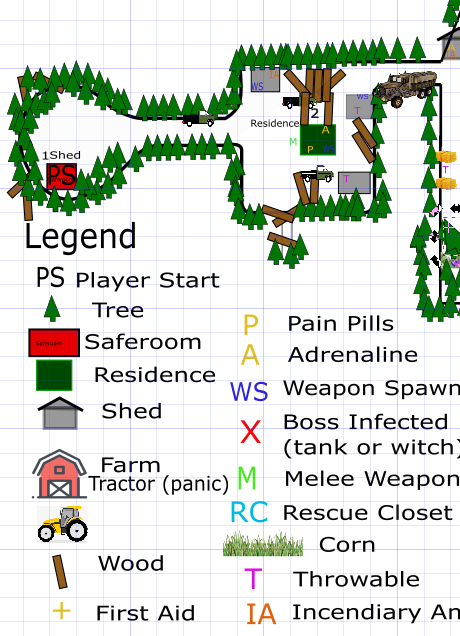 IA
WS
2
WS
T
Residence
A
M
P
WS
1Shed
PS
T
T
Legend
PS Player Start
Tree
Saferoom
Saferoom
Residence
Shed
Farm
Tractor (panic)
Wood
+ First Aid
P Pain Pills
A Adrenaline
WS Weapon Spawn
X Boss Infected
(tank or witch)
M Melee Weapon
RC Rescue Closet
Corn
T Throwable
IA Incendiary Am